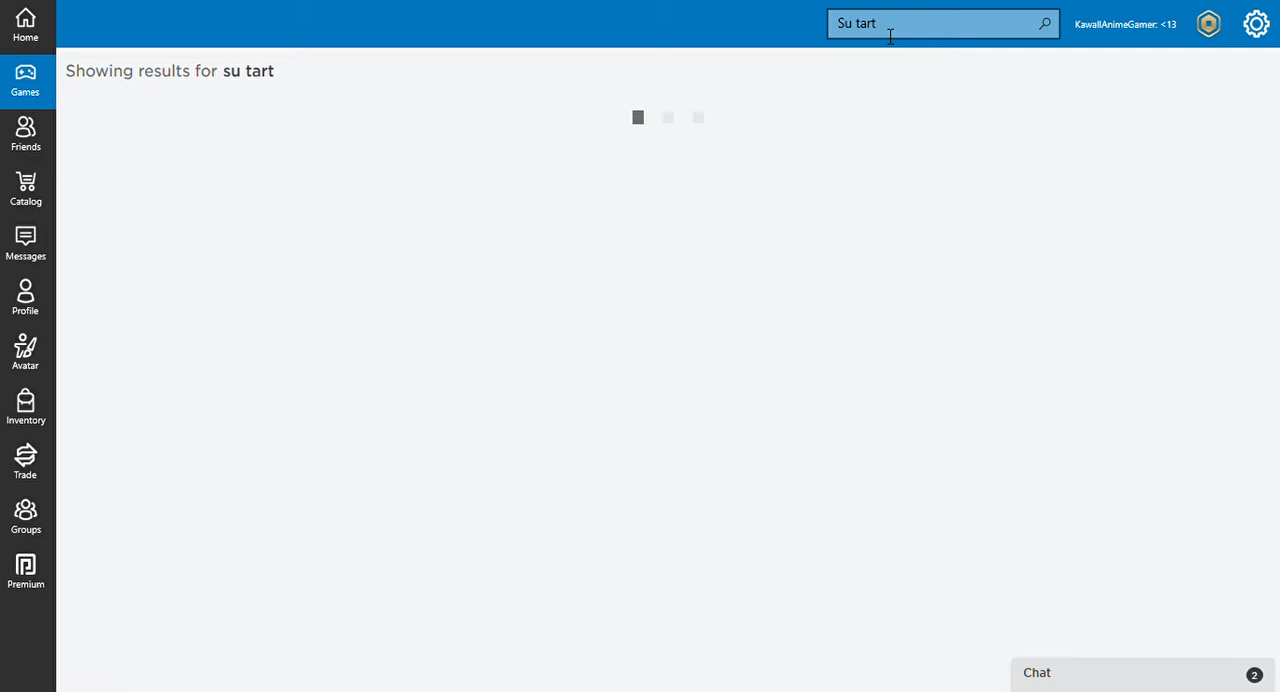 Home
Su tart
KawaiiAnimeGamer: <13
Games
Showing results for su tart
Friends
Catalog
Messages
Profile
Avatar
Inventory
Trade
Groups
Premium
Chat
2